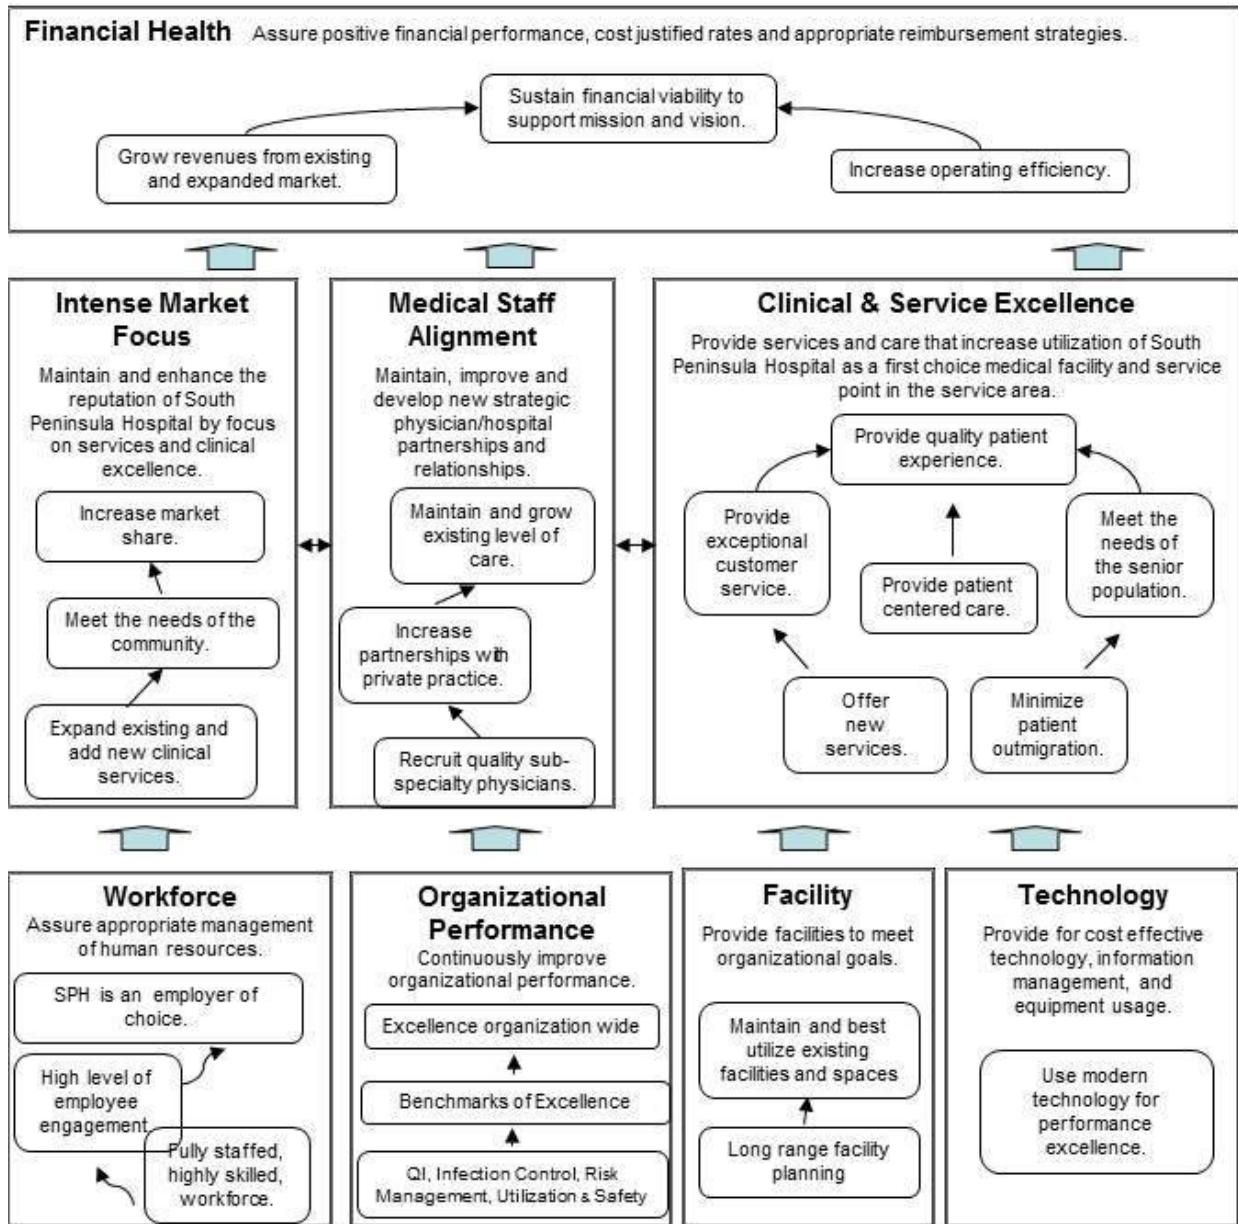 Financial Health Assure positive financial performance, cost justified rates and appropriate reimbursement strategies.
Sustain financial viability to
support mission and vision.
Grow revenues from existing
and expanded market.
Increase operating efficiency.
Intense Market
Focus
Maintain and enhance the
reputation of South
Peninsula Hospital by focus
on services and clinical
excellence.
Increase market
share.
Meet the needs of the
community.
Expand existing and
add new clinical
services.
Medical Staff
Alignment
Maintain, improve and
develop new strategic
physician/hospital
partnerships and
relationships.
Maintain and grow
existing level of
care.
Increase
partnerships with
private practice.
Recruit quality sub-
specialty physicians.
Clinical & Service Excellence
Provide services and care that increase utilization of South
Peninsula Hospital as a first choice medical facility and service
point in the service area.
Provide quality patient
experience.
Provide
exceptional
customer
service.
Provide patient
centered care.
Meet the
needs of
the senior
population.
Offer
new
services.
Minimize
patient
outmigration.
Workforce
Assure appropriate management
of human resources.
SPH is an employer of
choice.
High level of
employee
engagement.
Fully staffed,
highly skilled,
workforce.
Organizational
Performance
Continuously improve
organizational performance.
Excellence organization wide
Benchmarks of Excellence
QI, Infection Control, Risk
Management, Utilization & Safety
Facility
Provide facilities to meet
organizational goals.
Maintain and best
utilize existing
facilities and spaces
Long range facility
planning
Technology
Provide for cost effective
technology, information
management, and
equipment usage.
Use modern
technology for
performance
excellence.